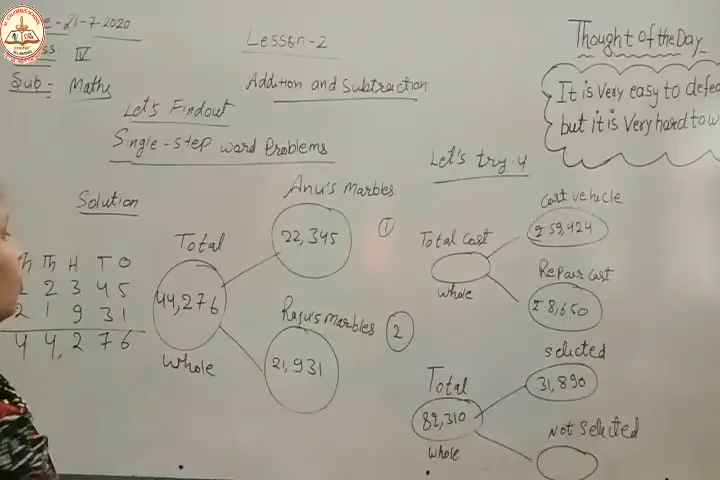 21-7-2020
IV
Sub- Maths
Lesson-2
Addition and Subtraction
Let's Findout
Single-step word Problems
Thought of the Day
It is very easy to
but it is Very hard to
Solution
Th H T O
2 3 4 5
2 1 9 3 1
4 4, 2 7 6
Total
44,276
Whole
Anu's Marbles
22,345
1
Raju's marbles
21,931
2
Let's try-4
Total Cost
whole
Cost vehicle
₹ 59,424
Repair cost
₹ 8,650
Total
82,310
whole
selected
31,890
Not Selected